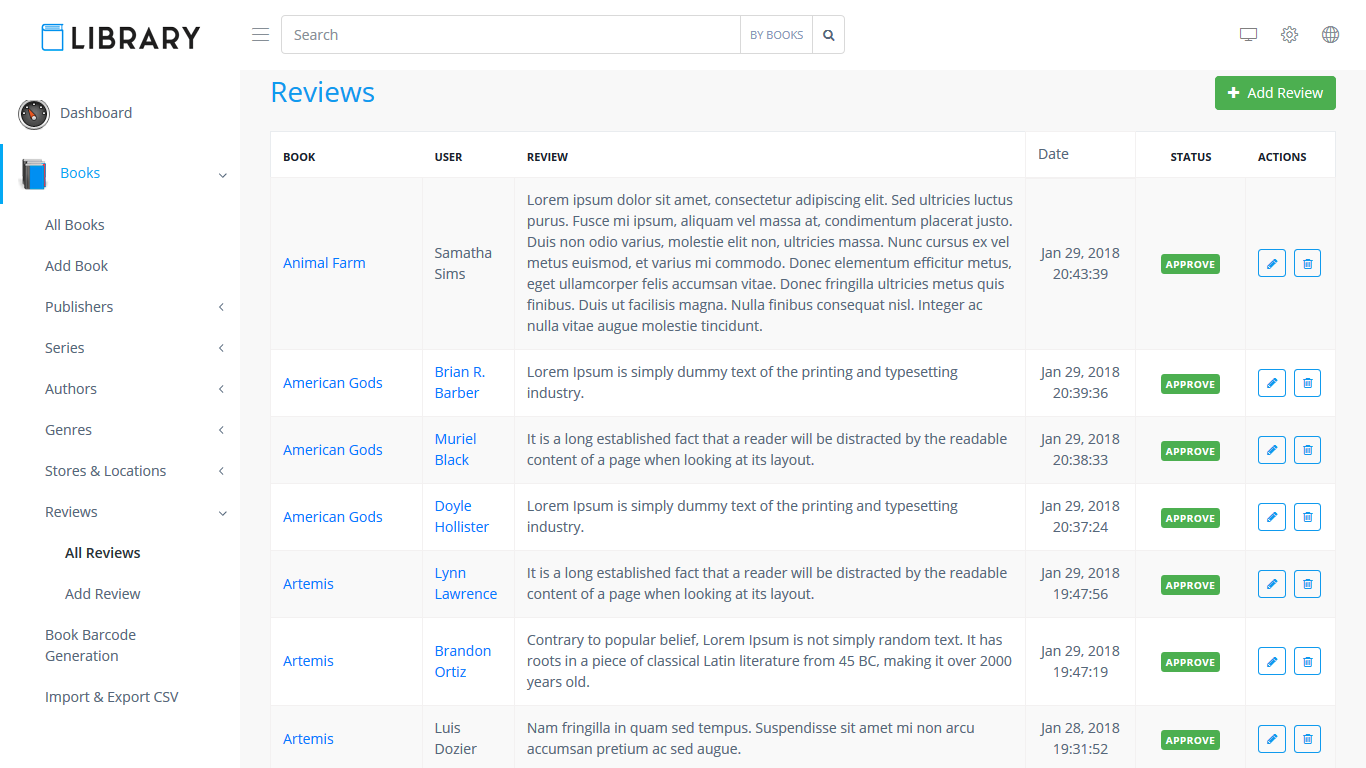 LIBRARY
Search
BY BOOKS
Dashboard
Books
All Books
Add Book
Publishers
Series
Authors
Genres
Stores & Locations
Reviews
All Reviews
Add Review
Book Barcode
Generation
Import & Export CSV
Reviews
Add Review
BOOK USER REVIEW Date STATUS ACTIONS
Animal Farm
Samatha
Sims
Lorem ipsum dolor sit amet, consectetur adipiscing elit. Sed ultricies luctus
purus. Fusce mi ipsum, aliquam vel massa at, condimentum placerat justo.
Duis non odio varius, molestie elit non, ultricies massa. Nunc cursus ex vel
metus euismod, et varius mi commodo. Donec elementum efficitur metus,
eget ullamcorper felis accumsan vitae. Donec fringilla ultricies metus quis
finibus. Duis ut facilisis magna. Nulla finibus consequat nisl. Integer ac
nulla vitae augue molestie tincidunt.
Jan 29, 2018
20:43:39
APPROVE
American Gods
Brian R.
Barber
Lorem Ipsum is simply dummy text of the printing and typesetting
industry.
Jan 29, 2018
20:39:36
APPROVE
American Gods
Muriel
Black
It is a long established fact that a reader will be distracted by the readable
content of a page when looking at its layout.
Jan 29, 2018
20:38:33
APPROVE
American Gods
Doyle
Hollister
Lorem Ipsum is simply dummy text of the printing and typesetting
industry.
Jan 29, 2018
20:37:24
APPROVE
Artemis
Lynn
Lawrence
It is a long established fact that a reader will be distracted by the readable
content of a page when looking at its layout.
Jan 29, 2018
19:47:56
APPROVE
Artemis
Brandon
Ortiz
Contrary to popular belief, Lorem Ipsum is not simply random text. It has
roots in a piece of classical Latin literature from 45 BC, making it over 2000
years old.
Jan 29, 2018
19:47:19
APPROVE
Artemis
Luis
Dozier
Nam fringilla in quam sed tempus. Suspendisse sit amet mi non arcu
accumsan pretium ac sed augue.
Jan 28, 2018
19:31:52
APPROVE